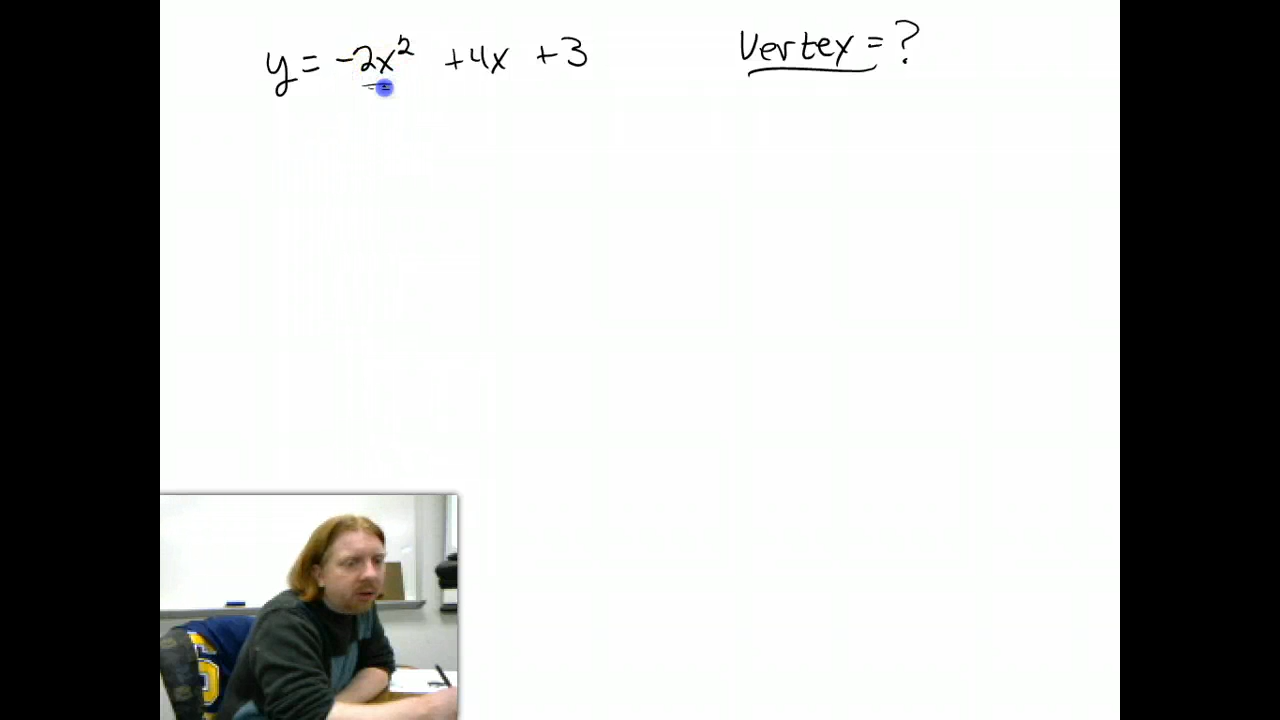 y = -2x² +4x +3
Vertex = ?